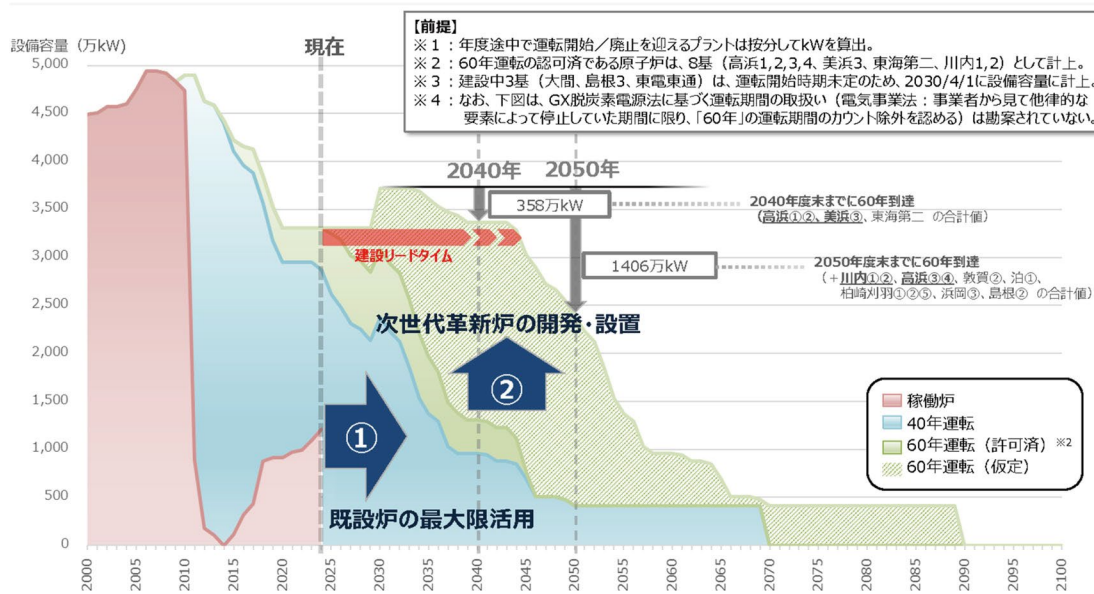 【前提】
※１：年度途中で運転開始／廃止を迎えるプラントは按分してkWを算出。
※２：60年運転の認可済である原子炉は、8基（高浜1,2,3,4、美浜3、東海第二、川内1,2）として計上。
※３：建設中3基（大間、島根3、東電東通）は、運転開始時期未定のため、2030/4/1に設備容量に計上。
※４：なお、下図は、GX脱炭素電源法に基づく運転期間の取扱い（電気事業法：事業者から見て他律的な
要素によって停止していた期間に限り、「60年」の運転期間のカウント除外を認める）は勘案されていない。
設備容量（万kW）
現在
5,000
4,500
4,000
3,500
3,000
2,500
2,000
1,500
1,000
500
0
2040年
2050年
358万kW
2040年度末までに60年到達
（高浜①②、美浜③、東海第二 の合計値）
建設リードタイム
1406万kW
2050年度末までに60年到達
（＋川内①②、高浜③④、敦賀②、泊①、
柏崎刈羽①②⑤、浜岡③、島根② の合計値）
次世代革新炉の開発・設置
②
①
既設炉の最大限活用
稼働炉
40年運転
60年運転（許可済）※2
60年運転（仮定）
2000
2005
2010
2015
2020
2025
2030
2035
2040
2045
2050
2055
2060
2065
2070
2075
2080
2085
2090
2095
2100